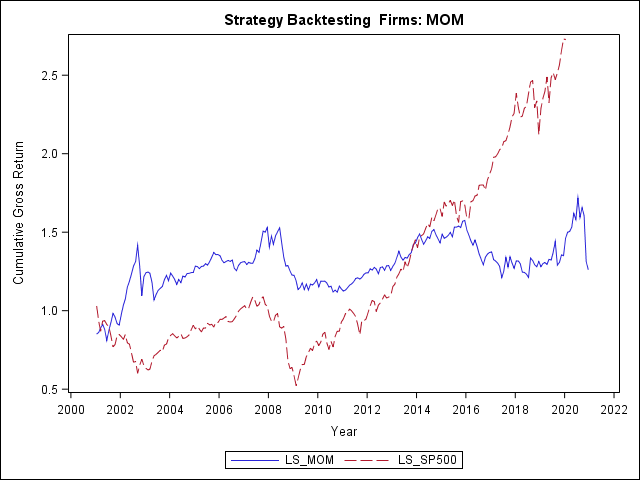 Strategy Backtesting Firms: MOM
Cumulative Gross Return
2.5
2.0
1.5
1.0
0.5
2000 2002 2004 2006 2008 2010 2012 2014 2016 2018 2020 2022
Year
LS_MOM LS_SP500